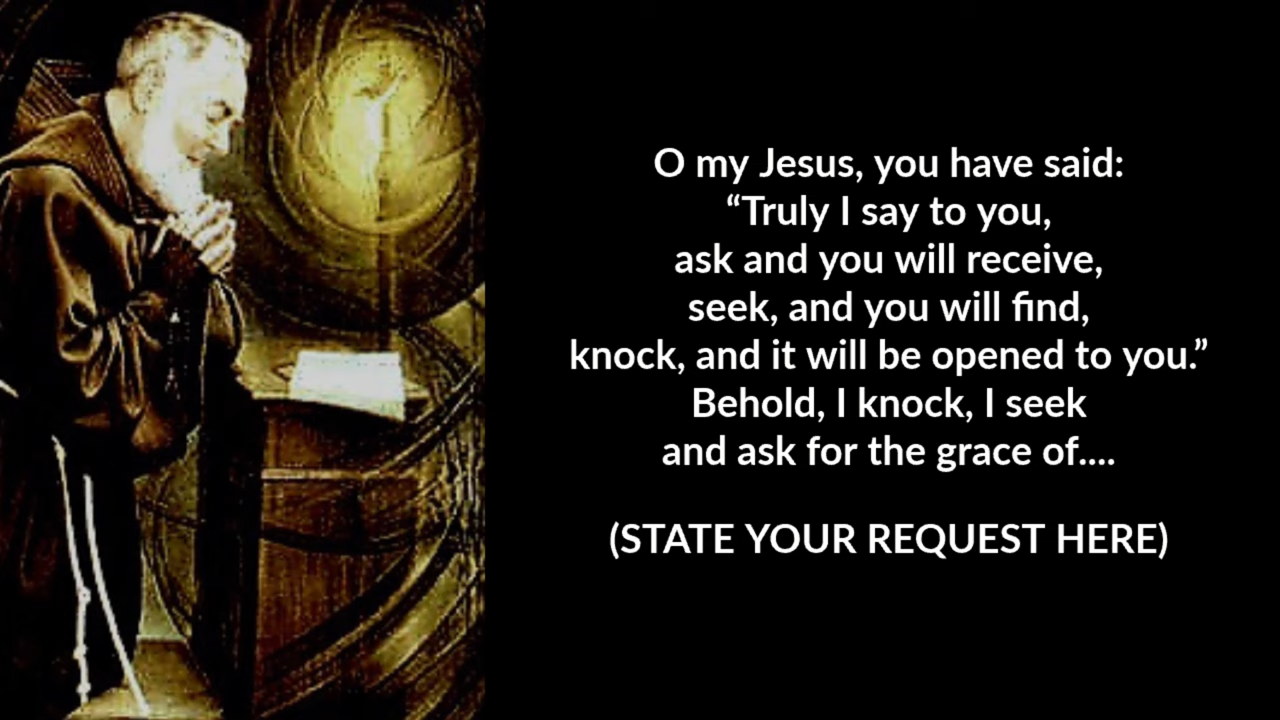 O my Jesus, you have said:
“Truly I say to you,
ask and you will receive,
seek, and you will find,
knock, and it will be opened to you.”
Behold, I knock, I seek
and ask for the grace of....
(STATE YOUR REQUEST HERE)